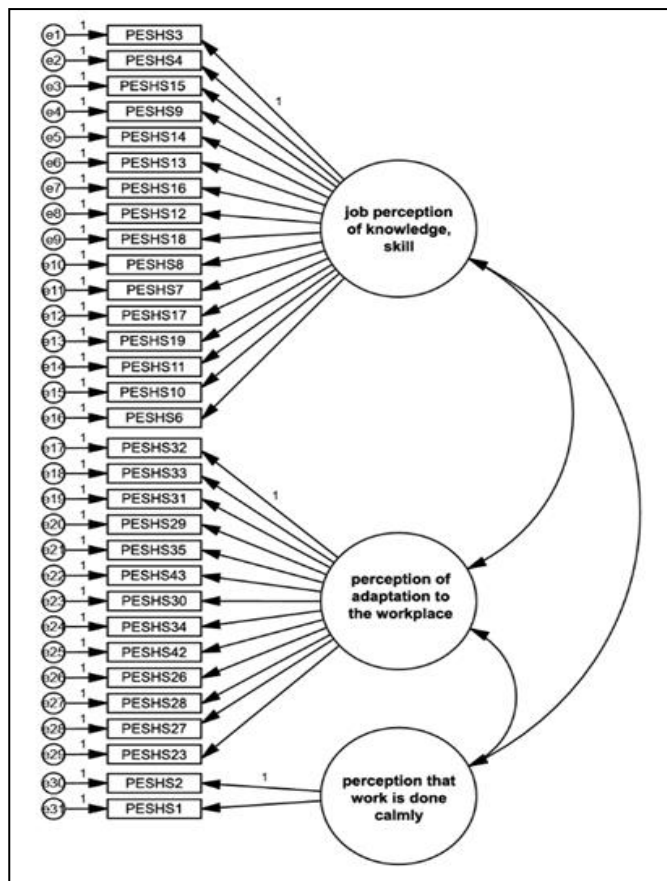 e1 1 PESHS3
e2 1 PESHS4
e3 1 PESHS15
e4 1 PESHS9
e5 1 PESHS14
e6 1 PESHS13
e7 1 PESHS16
e8 1 PESHS12
e9 1 PESHS18
e10 1 PESHS8
e11 1 PESHS7
e12 1 PESHS17
e13 1 PESHS19
e14 1 PESHS11
e15 1 PESHS10
e16 1 PESHS6
1
job perception
of knowledge,
skill
e17 1 PESHS32
e18 1 PESHS33
e19 1 PESHS31
e20 1 PESHS29
e21 1 PESHS35
e22 1 PESHS43
e23 1 PESHS30
e24 1 PESHS34
e25 1 PESHS42
e26 1 PESHS26
e27 1 PESHS28
e28 1 PESHS27
e29 1 PESHS23
1
perception of
adaptation to
the workplace
e30 1 PESHS2
e31 1 PESHS1
1
perception that
work is done
calmly